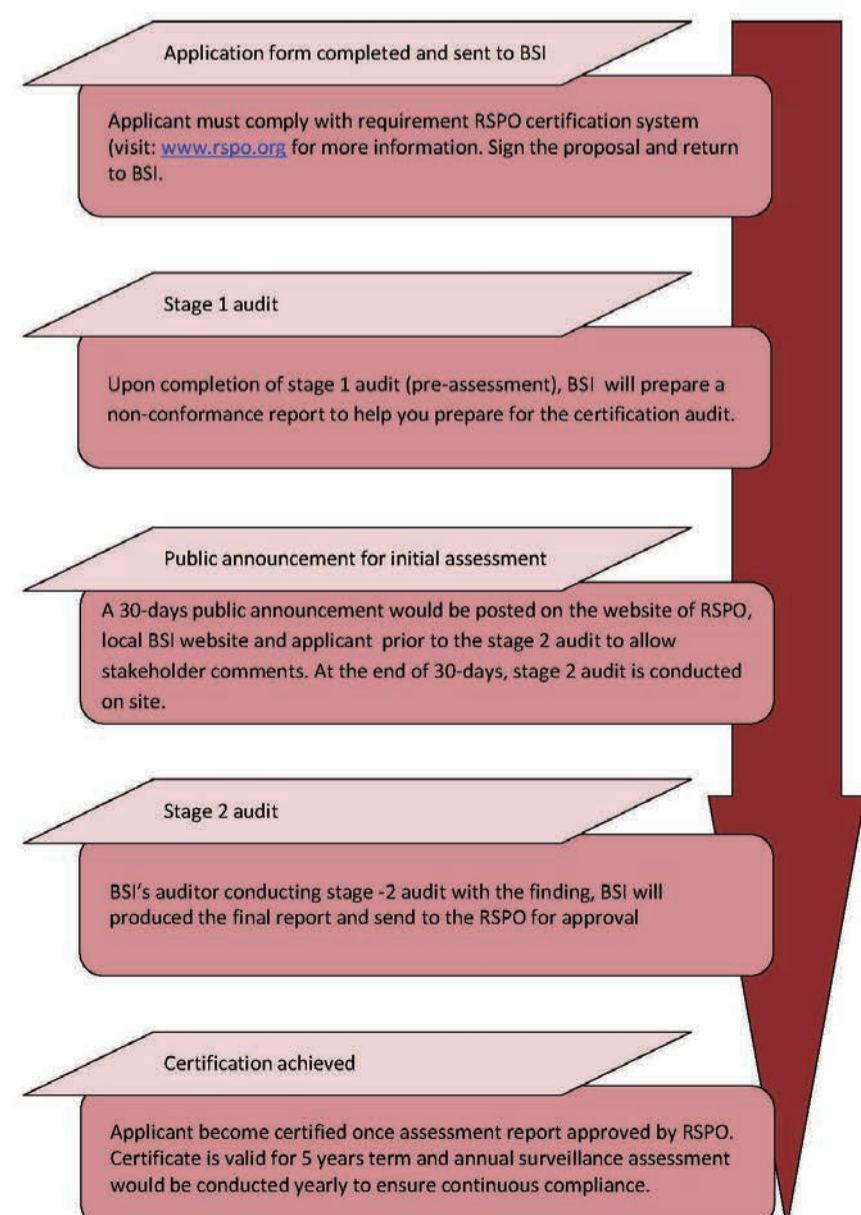 Application form completed and sent to BSI
Applicant must comply with requirement RSPO certification system
(visit: www.rspo.org for more information. Sign the proposal and return
to BSI.
Stage 1 audit
Upon completion of stage 1 audit (pre-assessment), BSI will prepare a
non-conformance report to help you prepare for the certification audit.
Public announcement for initial assessment
A 30-days public announcement would be posted on the website of RSPO,
local BSI website and applicant prior to the stage 2 audit to allow
stakeholder comments. At the end of 30-days, stage 2 audit is conducted
on site.
Stage 2 audit
BSI's auditor conducting stage -2 audit with the finding, BSI will
produced the final report and send to the RSPO for approval
Certification achieved
Applicant become certified once assessment report approved by RSPO.
Certificate is valid for 5 years term and annual surveillance assessment
would be conducted yearly to ensure continuous compliance.